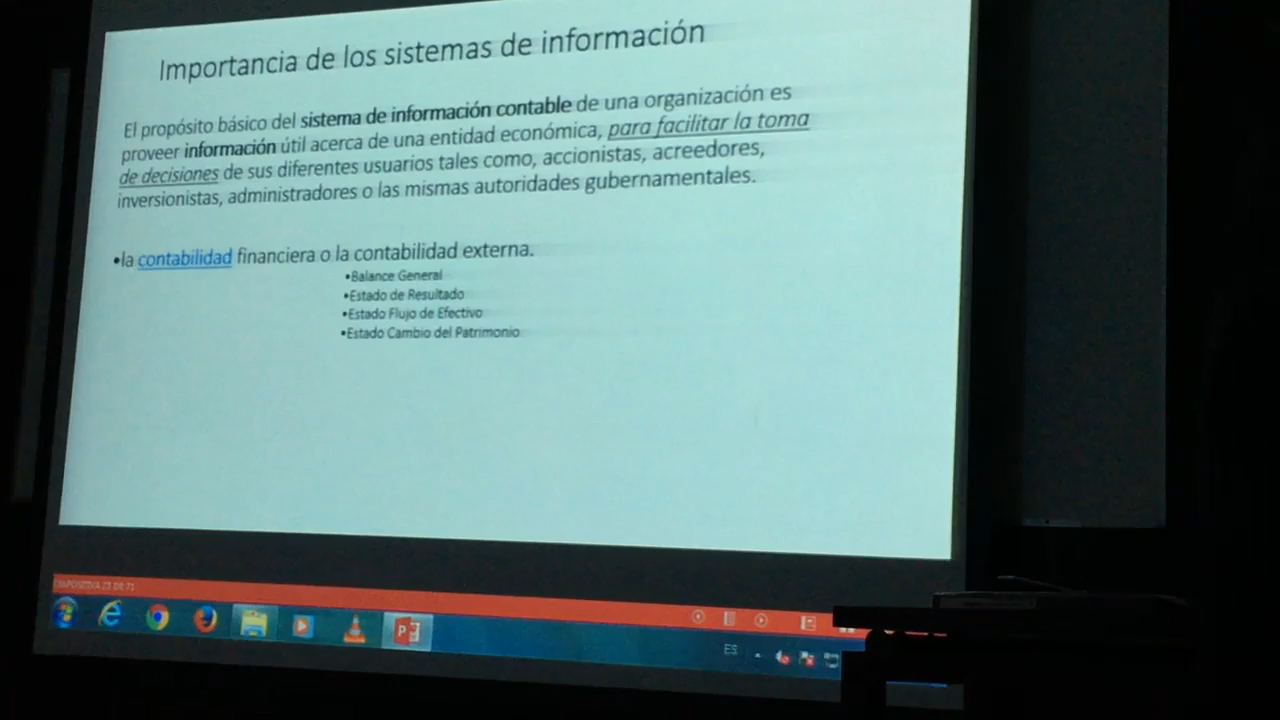 Importancia de los sistemas de información
El propósito básico del sistema de información contable de una organización es
proveer información útil acerca de una entidad económica, para facilitar la toma
de decisiones de sus diferentes usuarios tales como, accionistas, acreedores,
inversionistas, administradores o las mismas autoridades gubernamentales.
•la contabilidad financiera o la contabilidad externa.
•Balance General
•Estado de Resultado
•Estado Flujo de Efectivo
•Estado Cambio del Patrimonio
ES